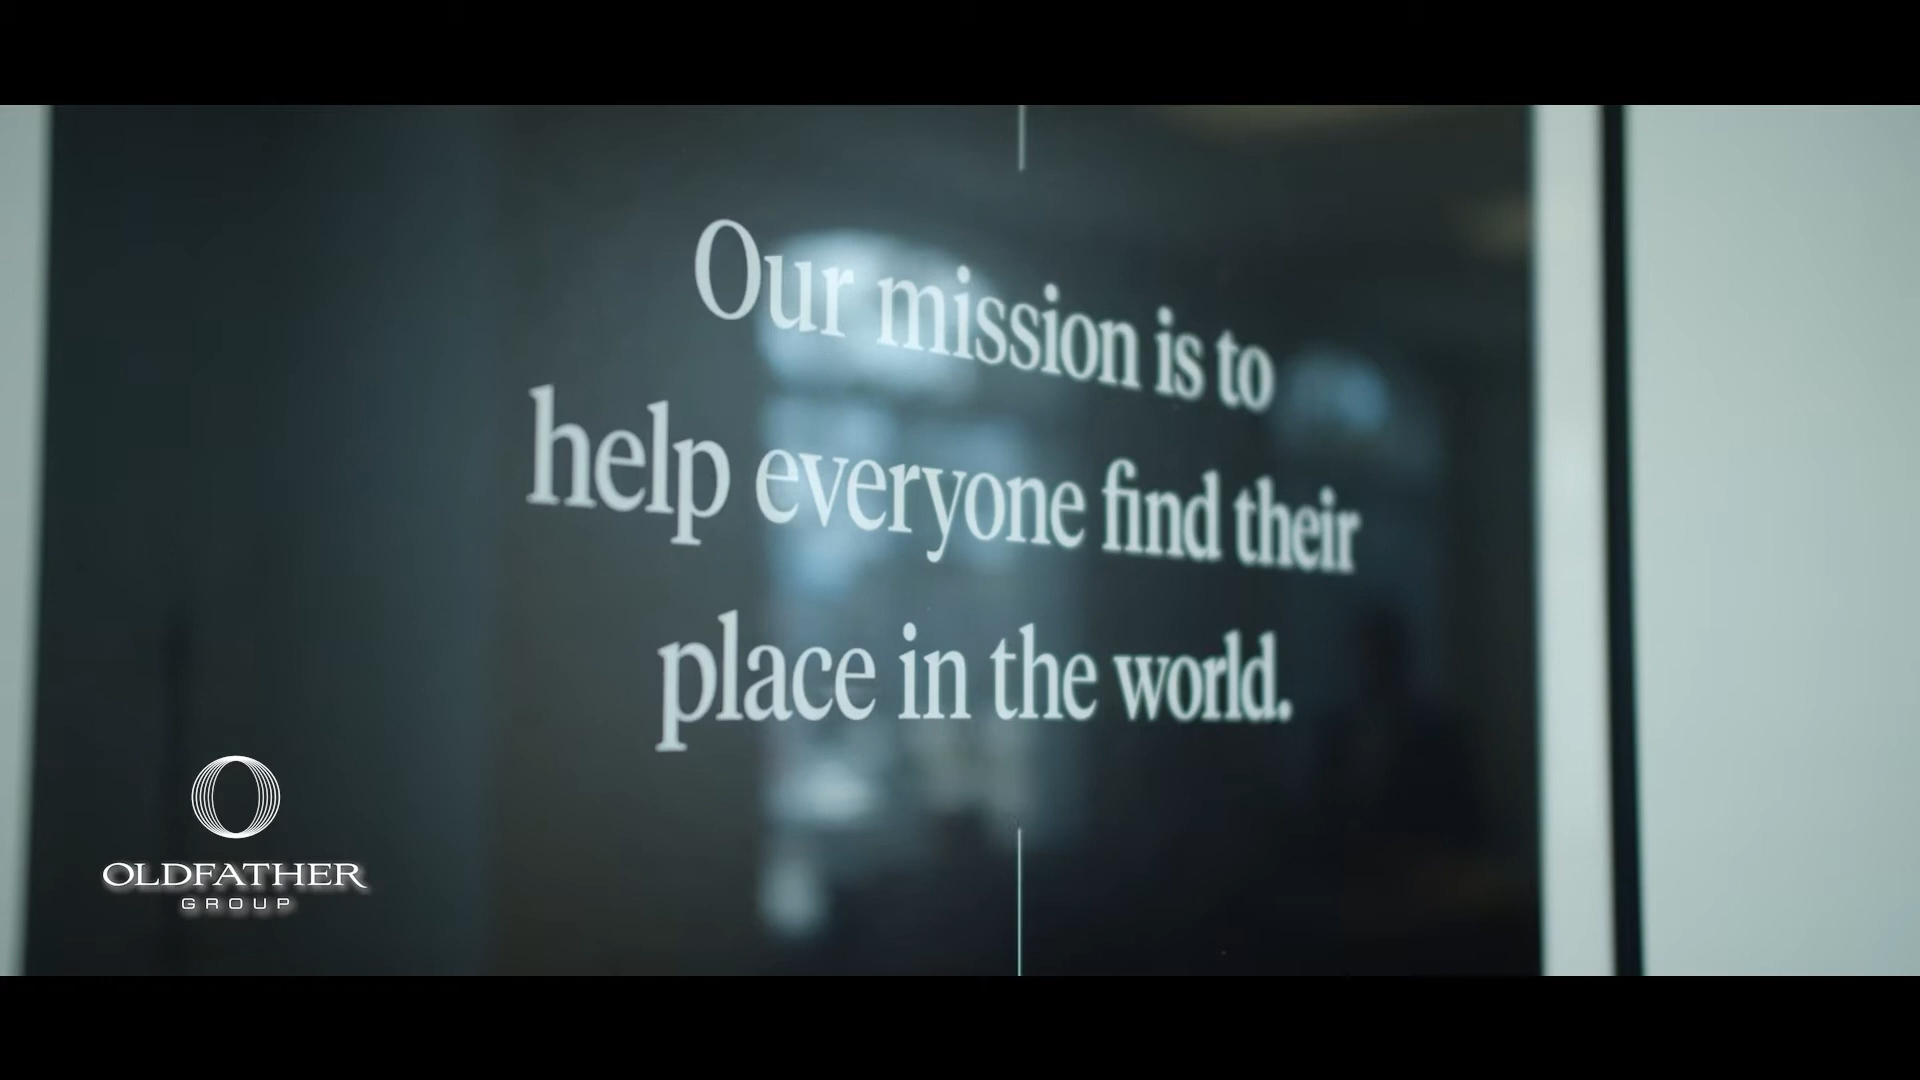 Our mission is to
help everyone find their
place in the world.
OLDFATHER
GROUP